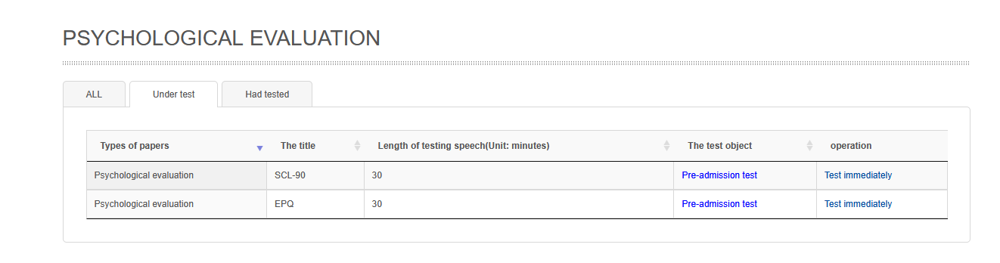 PSYCHOLOGICAL EVALUATION
ALL Under test Had tested
Types of papers The title Length of testing speech(Unit: minutes) The test object operation
Psychological evaluation SCL-90 30 Pre-admission test Test immediately
Psychological evaluation EPQ 30 Pre-admission test Test immediately